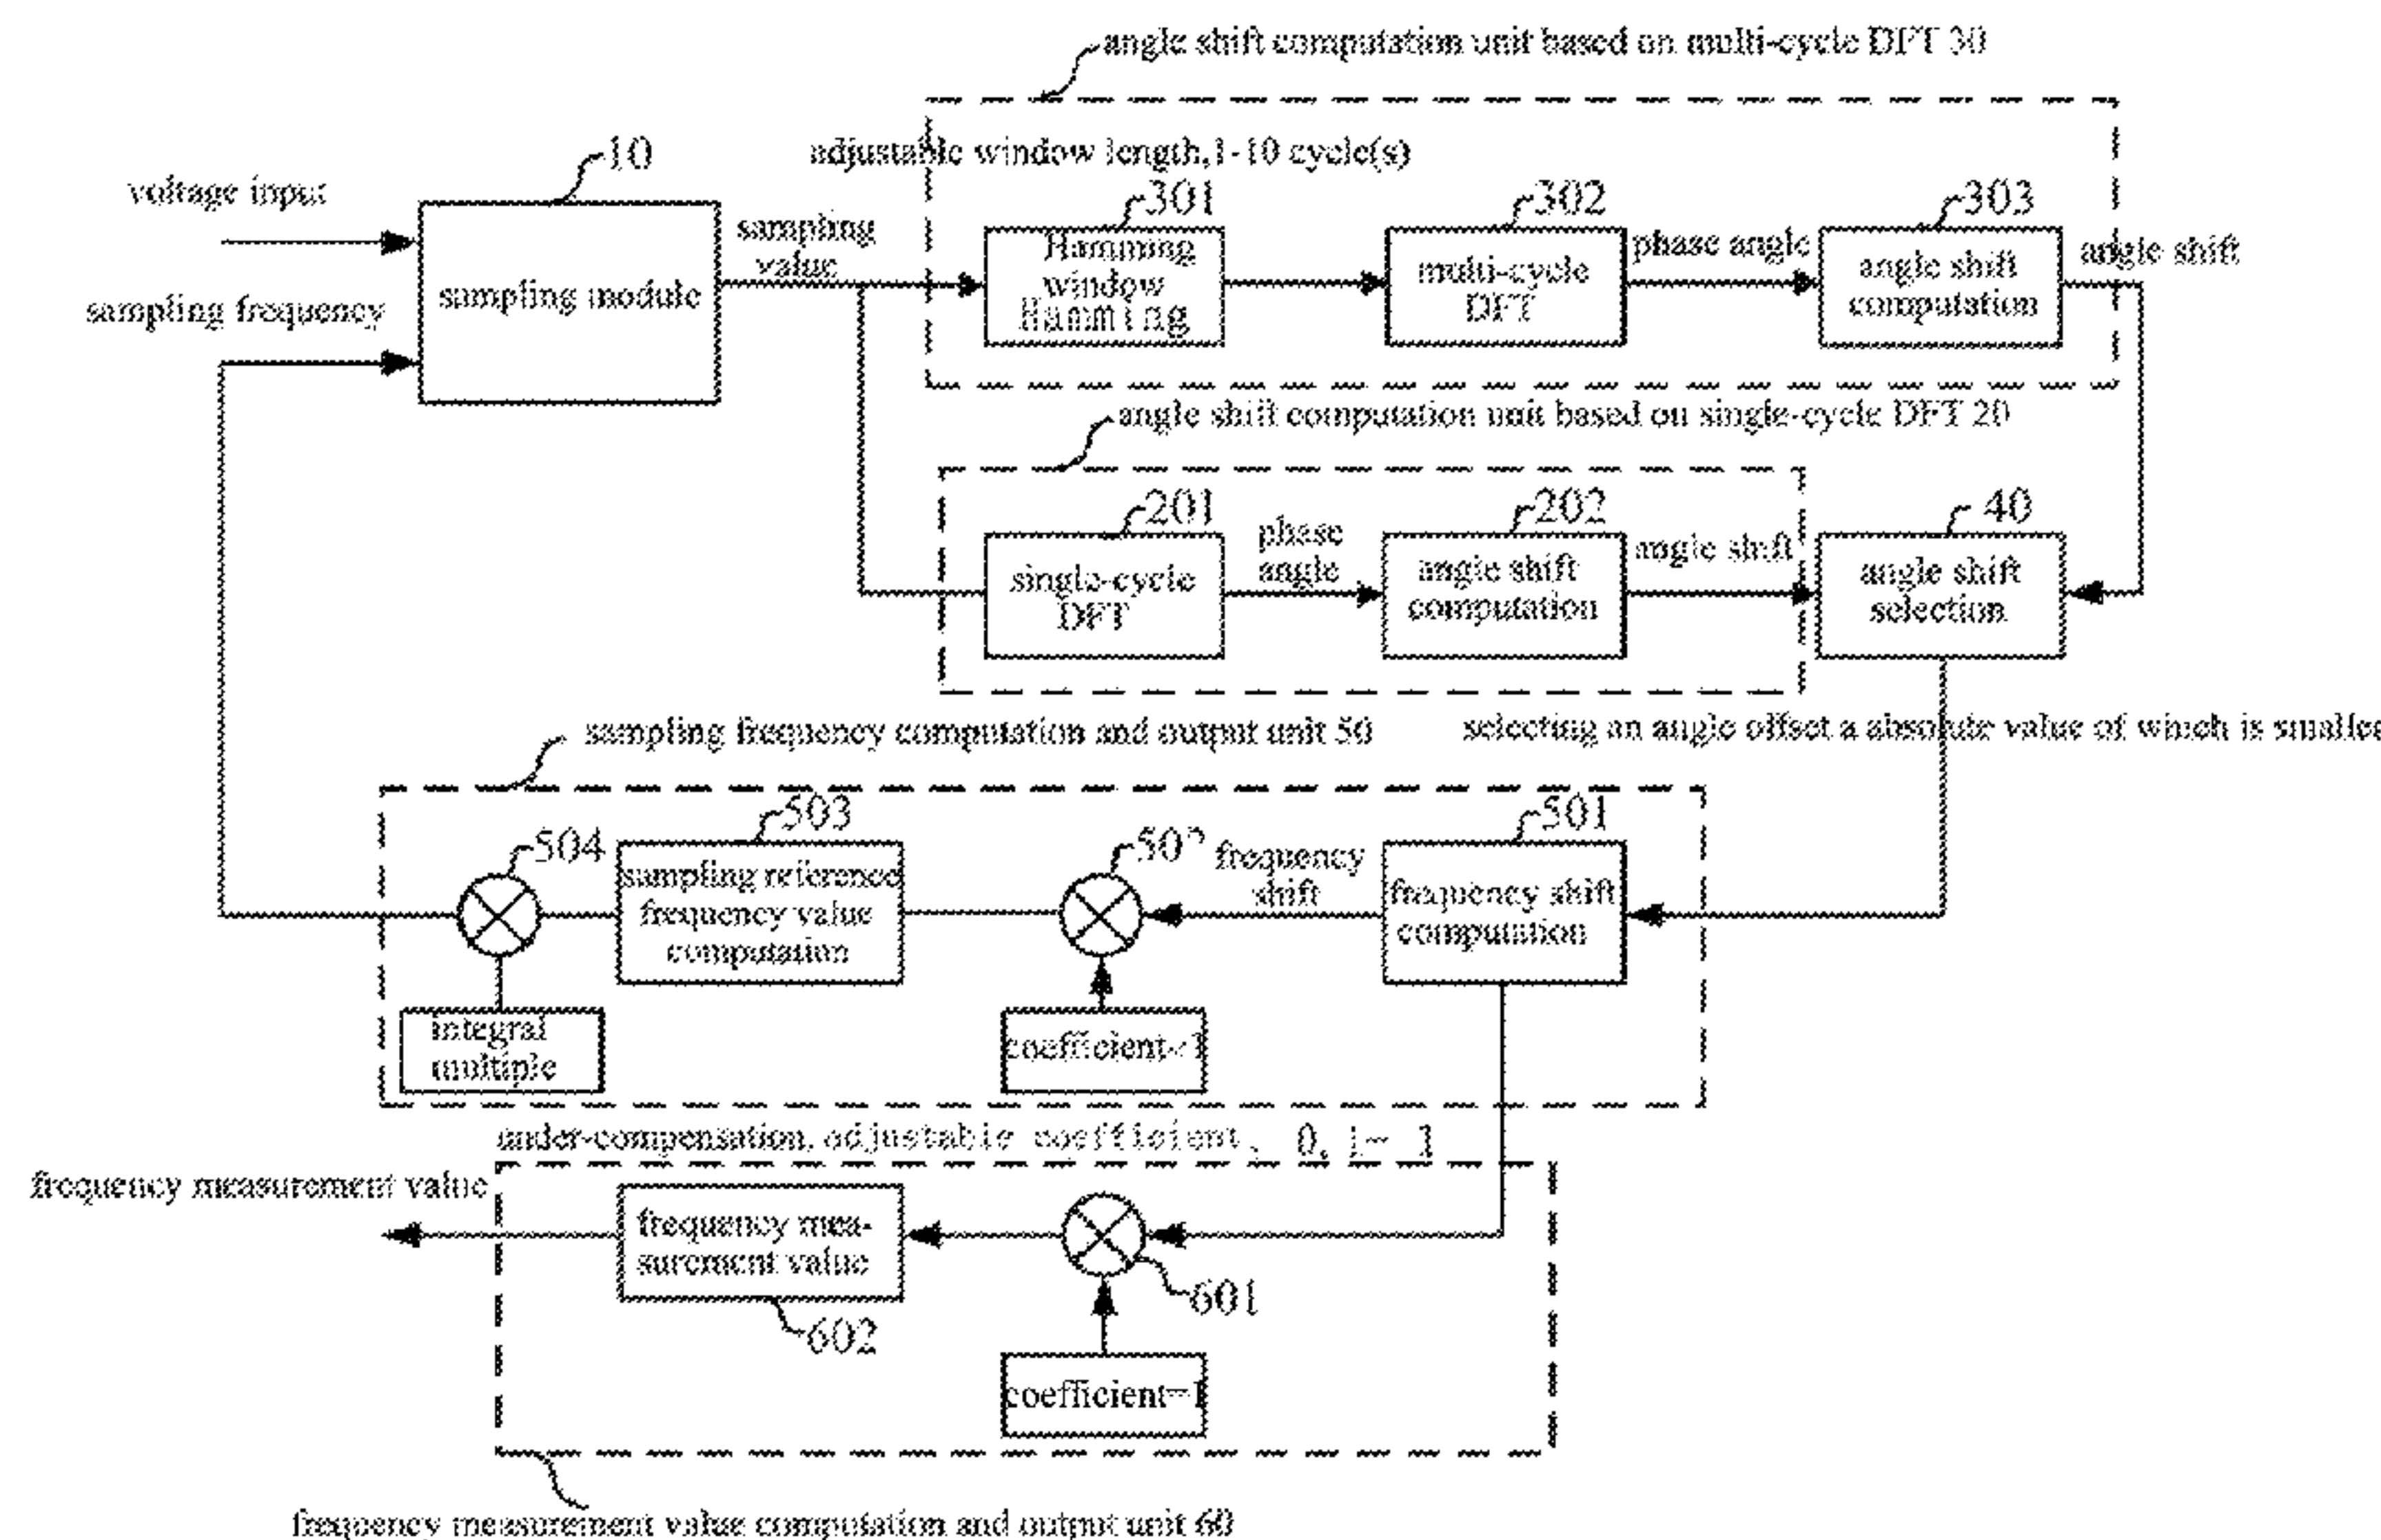 angle shift computation unit based on multi-cycle DFT 30
adjustable window length,1-10 cycle(s)
10
voltage input
sampling frequency
sampling module
sampling
value
301
Hamming
window
Hamming
302
multi-cycle
DFT
phase angle
303
angle shift
computation
angle shift
angle shift computation unit based on single-cycle DFT 20
201
single-cycle
DFT
phase
angle
202
angle shift
computation
angle shift
40
angle shift
selection
sampling frequency computation and output unit 50
selecting an angle offset a absolute value of which is smaller
504
503
sampling reference
frequency value
computation
frequency
shift
501
frequency shift
computation
integral
multiple
coefficient<1
under-compensation, adjustable coefficient, 0.1- 1
frequency measurement value
frequency mea-
surement value
601
602
coefficient=1
frequency measurement value computation and output unit 60